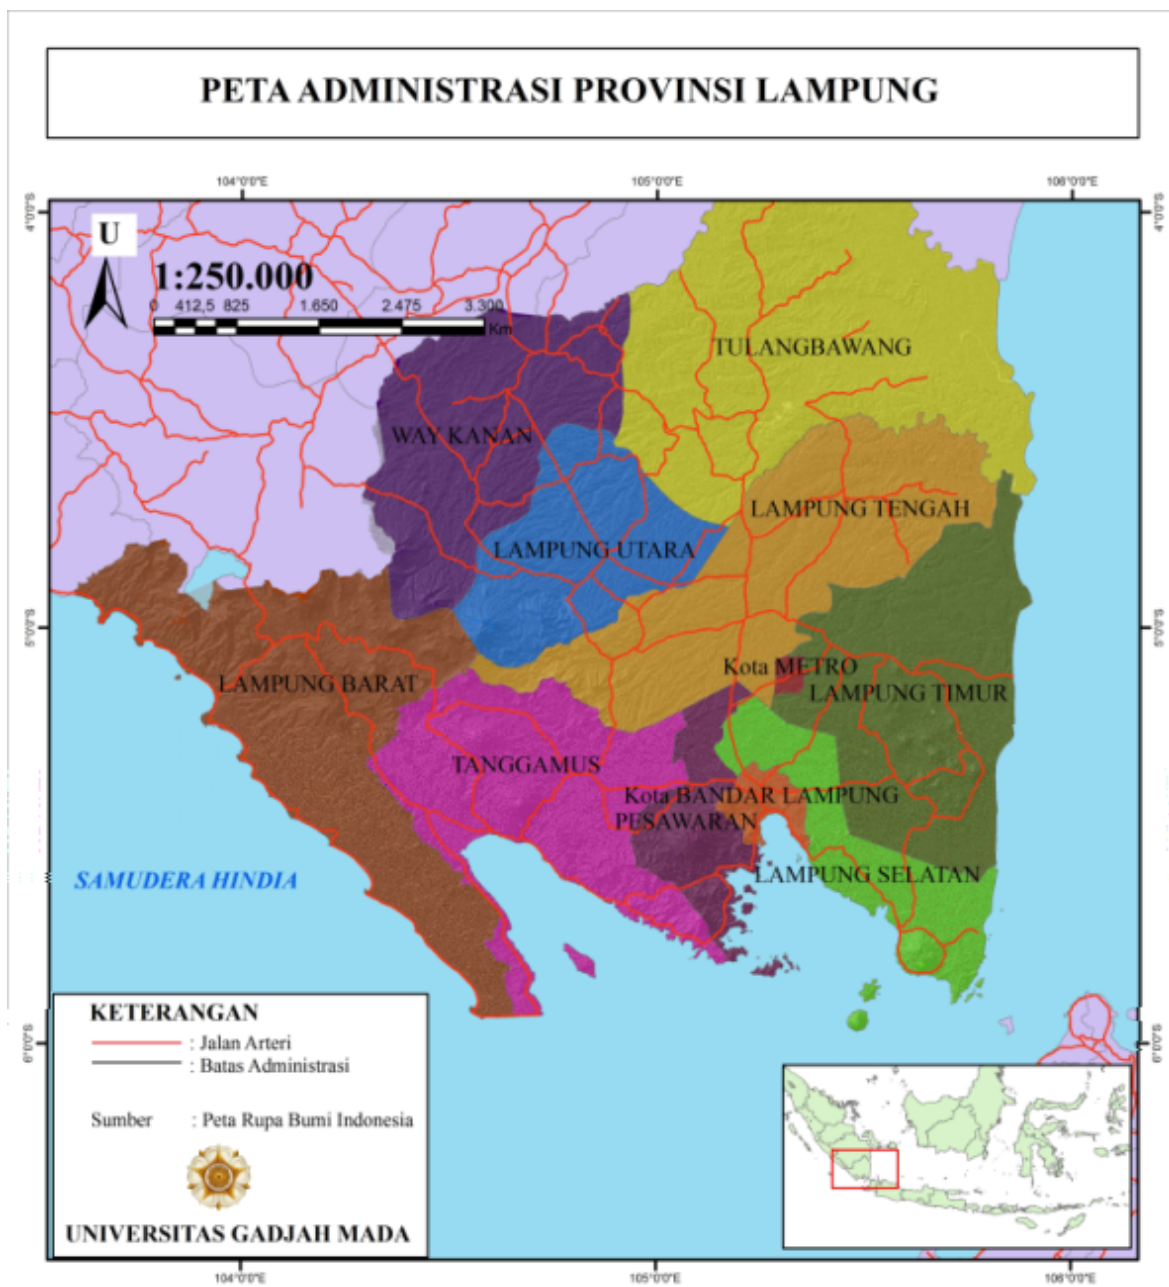 PETA ADMINISTRASI PROVINSI LAMPUNG
104°0'0"E 105°0'0"E 106°0'0"E
4°0'0"S 4°0'0"S
U
1:250.000
0 412,5 825 1.650 2.475 3.300
Km
TULANGBAWANG
WAY KANAN
LAMPUNG TENGAH
LAMPUNG UTARA
5°0'0"S 5°0'0"S
Kota METRO
LAMPUNG BARAT
LAMPUNG TIMUR
TANGGAMUS
Kota BANDAR LAMPUNG
PESAWARAN
LAMPUNG SELATAN
SAMUDERA HINDIA
KETERANGAN
: Jalan Arteri
: Batas Administrasi
6°0'0"S 6°0'0"S
Sumber : Peta Rupa Bumi Indonesia
UNIVERSITAS GADJAH MADA
104°0'0"E 105°0'0"E 106°0'0"E